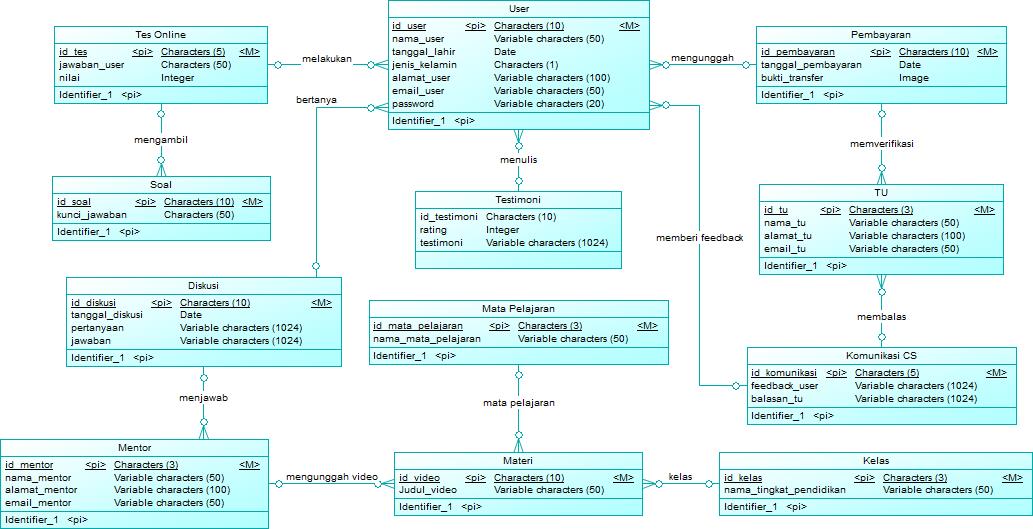 User
id_user <pi> Characters (10) <M>
nama_user Variable characters (50)
tanggal_lahir Date
jenis_kelamin Characters (1)
alamat_user Variable characters (100)
email_user Variable characters (50)
password Variable characters (20)
Identifier_1 <pi>
Tes Online
id_tes <pi> Characters (5) <M>
jawaban_user Characters (50)
nilai Integer
Identifier_1 <pi>
melakukan
bertanya
mengunggah
Pembayaran
id_pembayaran <pi> Characters (10) <M>
tanggal_pembayaran Date
bukti_transfer Image
Identifier_1 <pi>
mengambil
menulis
memverifikasi
Soal
id_soal <pi> Characters (10) <M>
kunci_jawaban Characters (50)
Identifier_1 <pi>
Testimoni
id_testimoni Characters (10)
rating Integer
testimoni Variable characters (1024)
memberi feedback
TU
id_tu <pi> Characters (3) <M>
nama_tu Variable characters (50)
alamat_tu Variable characters (100)
email_tu Variable characters (50)
Identifier_1 <pi>
Diskusi
id_diskusi <pi> Characters (10) <M>
tanggal_diskusi Date
pertanyaan Variable characters (1024)
jawaban Variable characters (1024)
Identifier_1 <pi>
Mata Pelajaran
id_mata_pelajaran <pi> Characters (3) <M>
nama_mata_pelajaran Variable characters (50)
Identifier_1 <pi>
membalas
Komunikasi CS
id_komunikasi <pi> Characters (5) <M>
feedback_user Variable characters (1024)
balasan_tu Variable characters (1024)
Identifier_1 <pi>
menjawab
mata pelajaran
Mentor
id_mentor <pi> Characters (3) <M>
nama_mentor Variable characters (50)
alamat_mentor Variable characters (100)
email_mentor Variable characters (50)
Identifier_1 <pi>
mengunggah video
Materi
id_video <pi> Characters (10) <M>
Judul_video Variable characters (50)
Identifier_1 <pi>
kelas
Kelas
id_kelas <pi> Characters (3) <M>
nama_tingkat_pendidikan Variable characters (50)
Identifier_1 <pi>